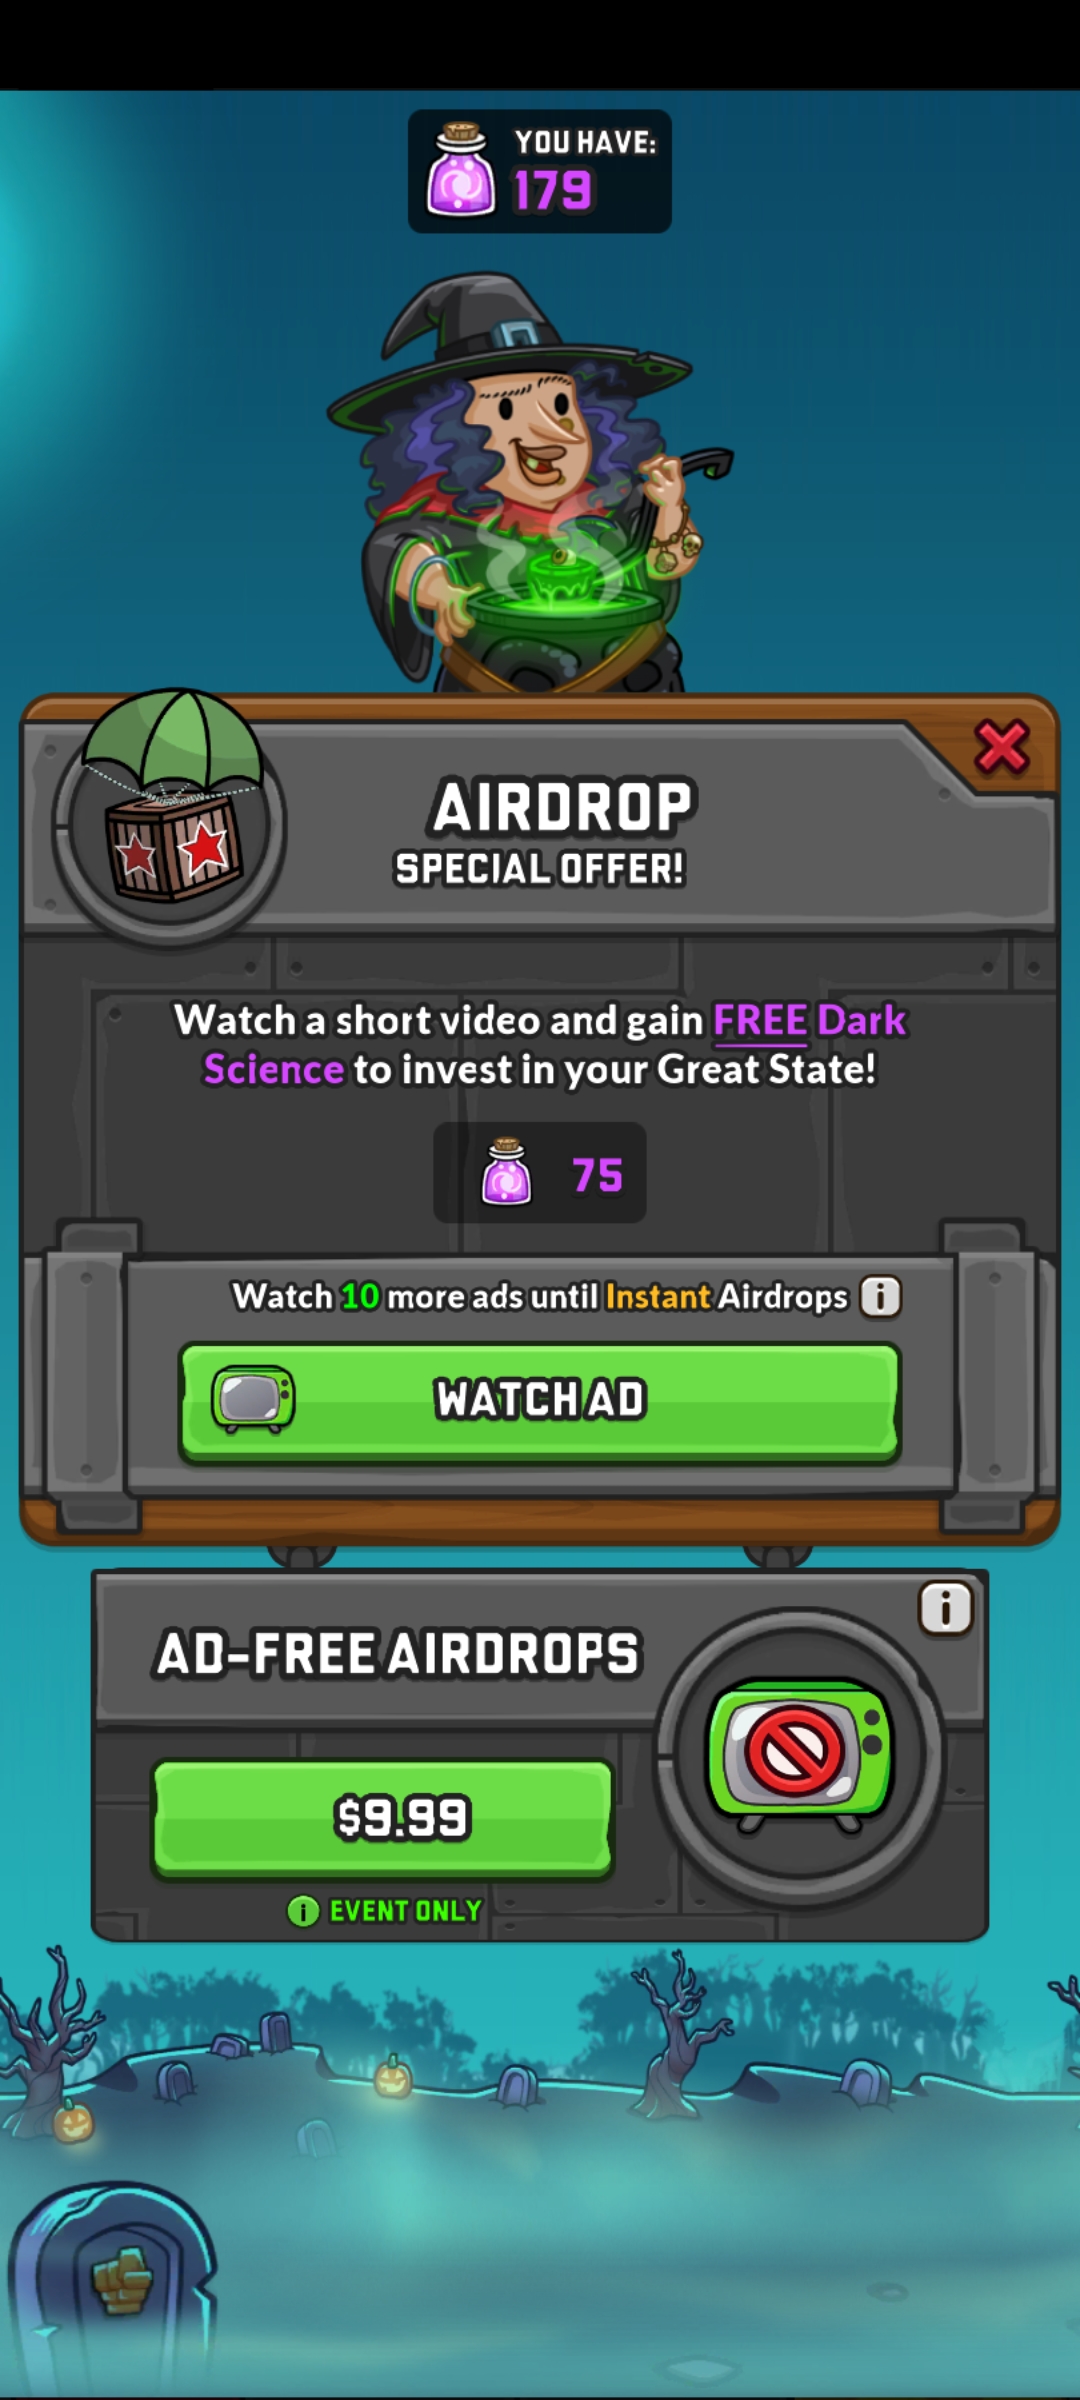 YOU HAVE:
179
AIRDROP
SPECIAL OFFER!
Watch a short video and gain FREE Dark
Science to invest in your Great State!
75
Watch 10 more ads until Instant Airdrops i
WATCH AD
i
AD-FREE AIRDROPS
$9.99
i EVENT ONLY